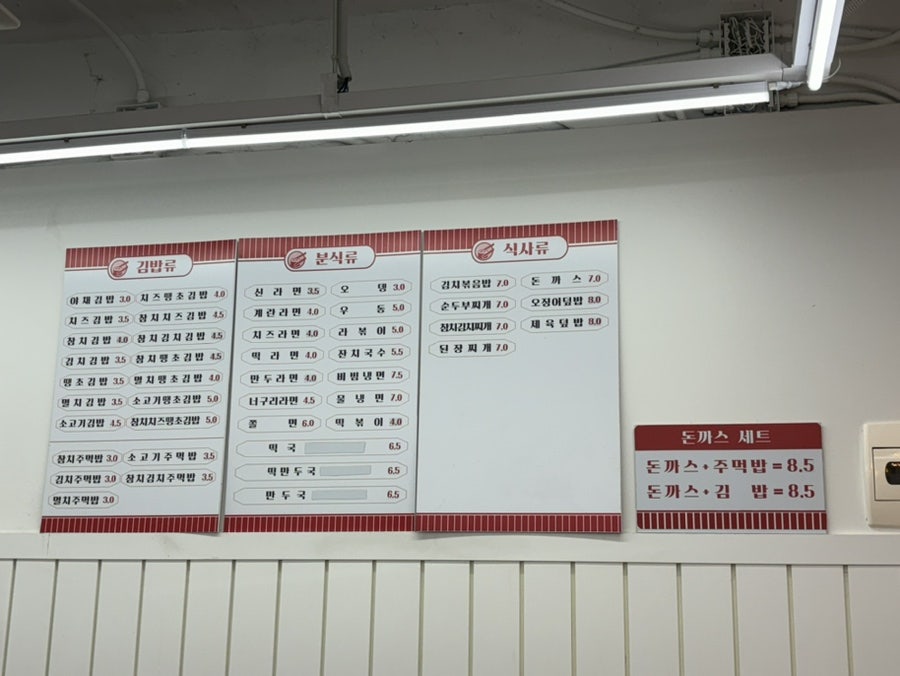 김밥류
야채김밥 3.0 치즈땡초김밥 4.0
치즈김밥 3.5 참치치즈김밥 4.5
참치김밥 4.0 참치김치김밥 4.5
김치김밥 3.5 참치땡초김밥 4.5
땡초김밥 3.5 멸치땡초김밥 4.0
멸치김밥 3.5 소고기땡초김밥 5.0
소고기김밥 4.5 참치치즈땡초김밥 5.0
참치주먹밥 3.0 소고기주먹밥 3.5
김치주먹밥 3.0 참치김치주먹밥 3.5
멸치주먹밥 3.0
분식류
신라면 3.5 오뎅 3.0
계란라면 4.0 우동 5.0
치즈라면 4.0 라볶이 5.0
떡라면 4.0 잔치국수 5.5
만두라면 4.0 비빔냉면 7.5
너구리라면 4.5 물냉면 7.0
쫄면 6.0 떡볶이 4.0
떡국 6.5
떡만두국 6.5
만두국 6.5
식사류
김치볶음밥 7.0 돈까스 7.0
순두부찌개 7.0 오징어덮밥 8.0
참치김치찌개 7.0 제육덮밥 8.0
된장찌개 7.0
돈까스 세트
돈까스+주먹밥=8.5
돈까스+김 밥=8.5